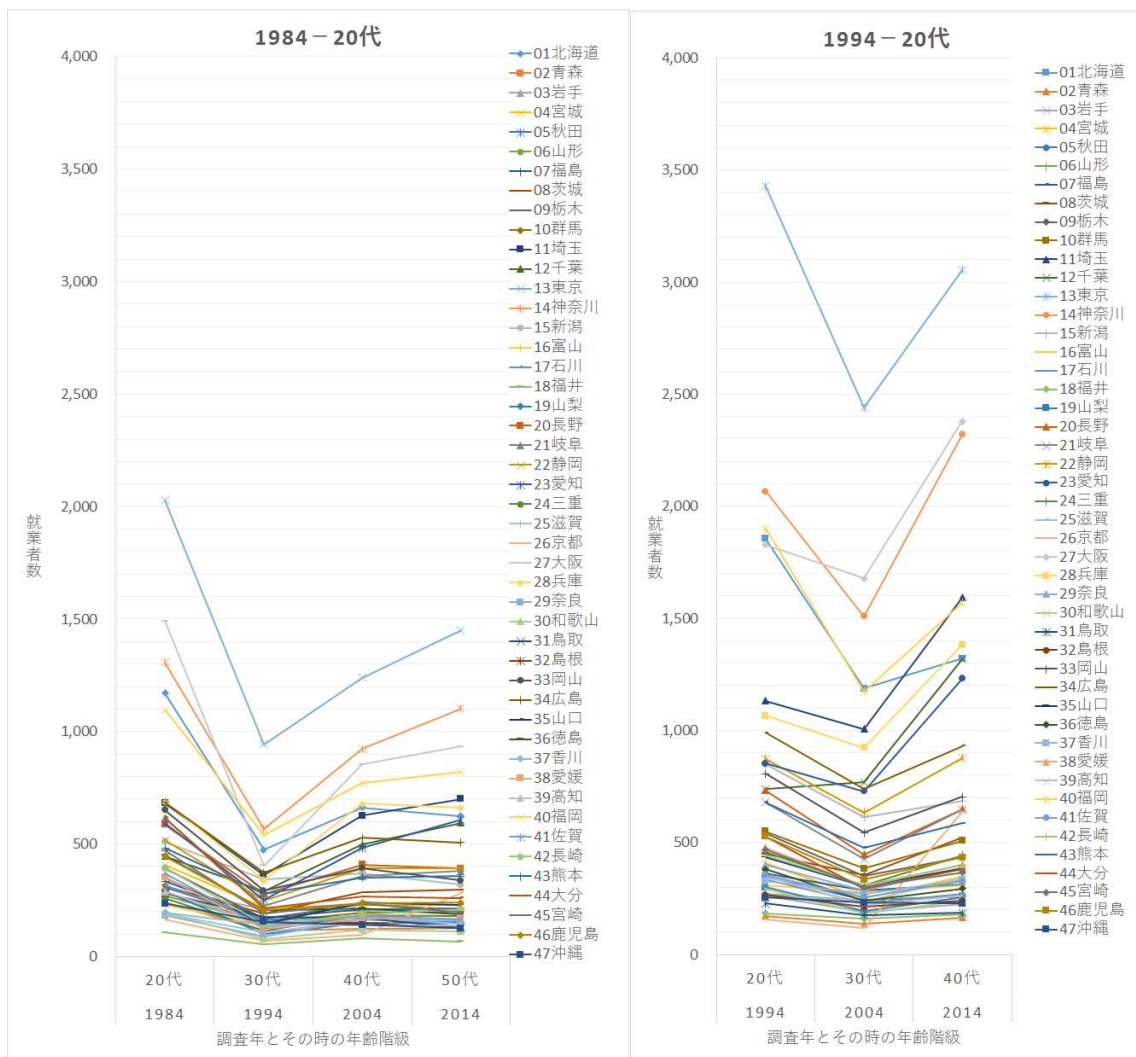 1984－20代
4,000
3,500
3,000
2,500
2,000
1,500
1,000
500
0
就業者数
20代
30代
40代
50代
1984
1994
2004
2014
調査年とその時の年齢階級
01北海道
02青森
03岩手
04宮城
05秋田
06山形
07福島
08茨城
09栃木
10群馬
11埼玉
12千葉
13東京
14神奈川
15新潟
16富山
17石川
18福井
19山梨
20長野
21岐阜
22静岡
23愛知
24三重
25滋賀
26京都
27大阪
28兵庫
29奈良
30和歌山
31鳥取
32島根
33岡山
34広島
35山口
36徳島
37香川
38愛媛
39高知
40福岡
41佐賀
42長崎
43熊本
44大分
45宮崎
46鹿児島
47沖縄
1994－20代
4,000
3,500
3,000
2,500
2,000
1,500
1,000
500
0
就業者数
20代
30代
40代
1994
2004
2014
調査年とその時の年齢階級
01北海道
02青森
03岩手
04宮城
05秋田
06山形
07福島
08茨城
09栃木
10群馬
11埼玉
12千葉
13東京
14神奈川
15新潟
16富山
17石川
18福井
19山梨
20長野
21岐阜
22静岡
23愛知
24三重
25滋賀
26京都
27大阪
28兵庫
29奈良
30和歌山
31鳥取
32島根
33岡山
34広島
35山口
36徳島
37香川
38愛媛
39高知
40福岡
41佐賀
42長崎
43熊本
44大分
45宮崎
46鹿児島
47沖縄